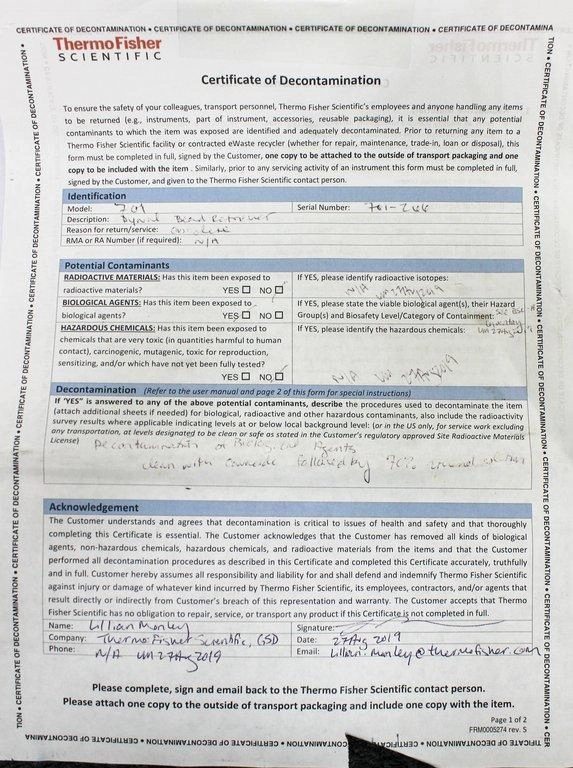 CERTIFICATE OF DECONTAMINATION • CERTIFICATE OF DECONTAMINATION • CERTIFICATE OF DECONTAMINATION • CERTIFICATE OF DECONTAMINA
ThermoFisher
SCIENTIFIC
Certificate of Decontamination
To ensure the safety of your colleagues, transport personnel, Thermo Fisher Scientific's employees and anyone handling any items
to be returned (e.g., instruments, part of instrument, accessories, reusable packaging), it is essential that any potential
contaminants to which the item was exposed are identified and adequately decontaminated. Prior to returning any item to a
Thermo Fisher Scientific facility or contracted eWaste recycler (whether for repair, maintenance, trade-in, loan or disposal), this
form must be completed in full, signed by the Customer, one copy to be attached to the outside of transport packaging and one
copy to be included with the item . Similarly, prior to any servicing activity of an instrument this form must be completed in full,
signed by the Customer, and given to the Thermo Fisher Scientific contact person.
Identification
Model: 701 Serial Number: 701-266
Description: Bead
Reason for return/service:
RMA or RA Number (if required): N/A
Potential Contaminants
RADIOACTIVE MATERIALS: Has this item been exposed to If YES, please identify radioactive isotopes:
radioactive materials? YES ☐ NO ☐ N/A 27Aug2019
BIOLOGICAL AGENTS: Has this item been exposed to If YES, please state the viable biological agent(s), their Hazard
biological agents? YES ☐ NO ☐ Group(s) and Biosafety Level/Category of Containment:
HAZARDOUS CHEMICALS: Has this item been exposed to If YES, please identify the hazardous chemicals:
chemicals that are very toxic (in quantities harmful to human
contact), carcinogenic, mutagenic, toxic for reproduction,
sensitizing, and/or which have not yet been fully tested?
YES ☐ NO ☐ N/A 27Aug2019
Decontamination (Refer to the user manual and page 2 of this form for special instructions)
If "YES" is answered to any of the above potential contaminants, describe the procedures used to decontaminate the item
(attach additional sheets if needed) for biological, radioactive and other hazardous contaminants, also include the radioactivity
survey results where applicable indicating levels at or below local background level: (or in the US only, for service work excluding
any transportation, at levels designated to be clean or safe as stated in the Customer's regulatory approved Site Radioactive Materials
License) Decontamination of Biological Agents
clean with followed by 70%
Acknowledgement
The Customer understands and agrees that decontamination is critical to issues of health and safety and that thoroughly
completing this Certificate is essential. The Customer acknowledges that the Customer has removed all kinds of biological
agents, non-hazardous chemicals, hazardous chemicals, and radioactive materials from the items and that the Customer
performed all decontamination procedures as described in this Certificate and completed this Certificate accurately, truthfully
and in full. Customer hereby assumes all responsibility and liability for and shall defend and indemnify Thermo Fisher Scientific
against injury or damage of whatever kind incurred by Thermo Fisher Scientific, its employees, contractors, and/or agents that
result directly or indirectly from Customer's breach of this representation and warranty. The Customer accepts that Thermo
Fisher Scientific has no obligation to repair, service, or transport any product if this Certificate is not completed in full.
Name: Lillian Manley Signature:
Company: Thermo Fisher Scientific, GSD Date: 27Aug2019
Phone: N/A 27Aug2019 Email: lillian.manley@thermofisher.com
Please complete, sign and email back to the Thermo Fisher Scientific contact person.
Please attach one copy to the outside of transport packaging and include one copy with the item.
Page 1 of 2
FRM0005274 rev. S